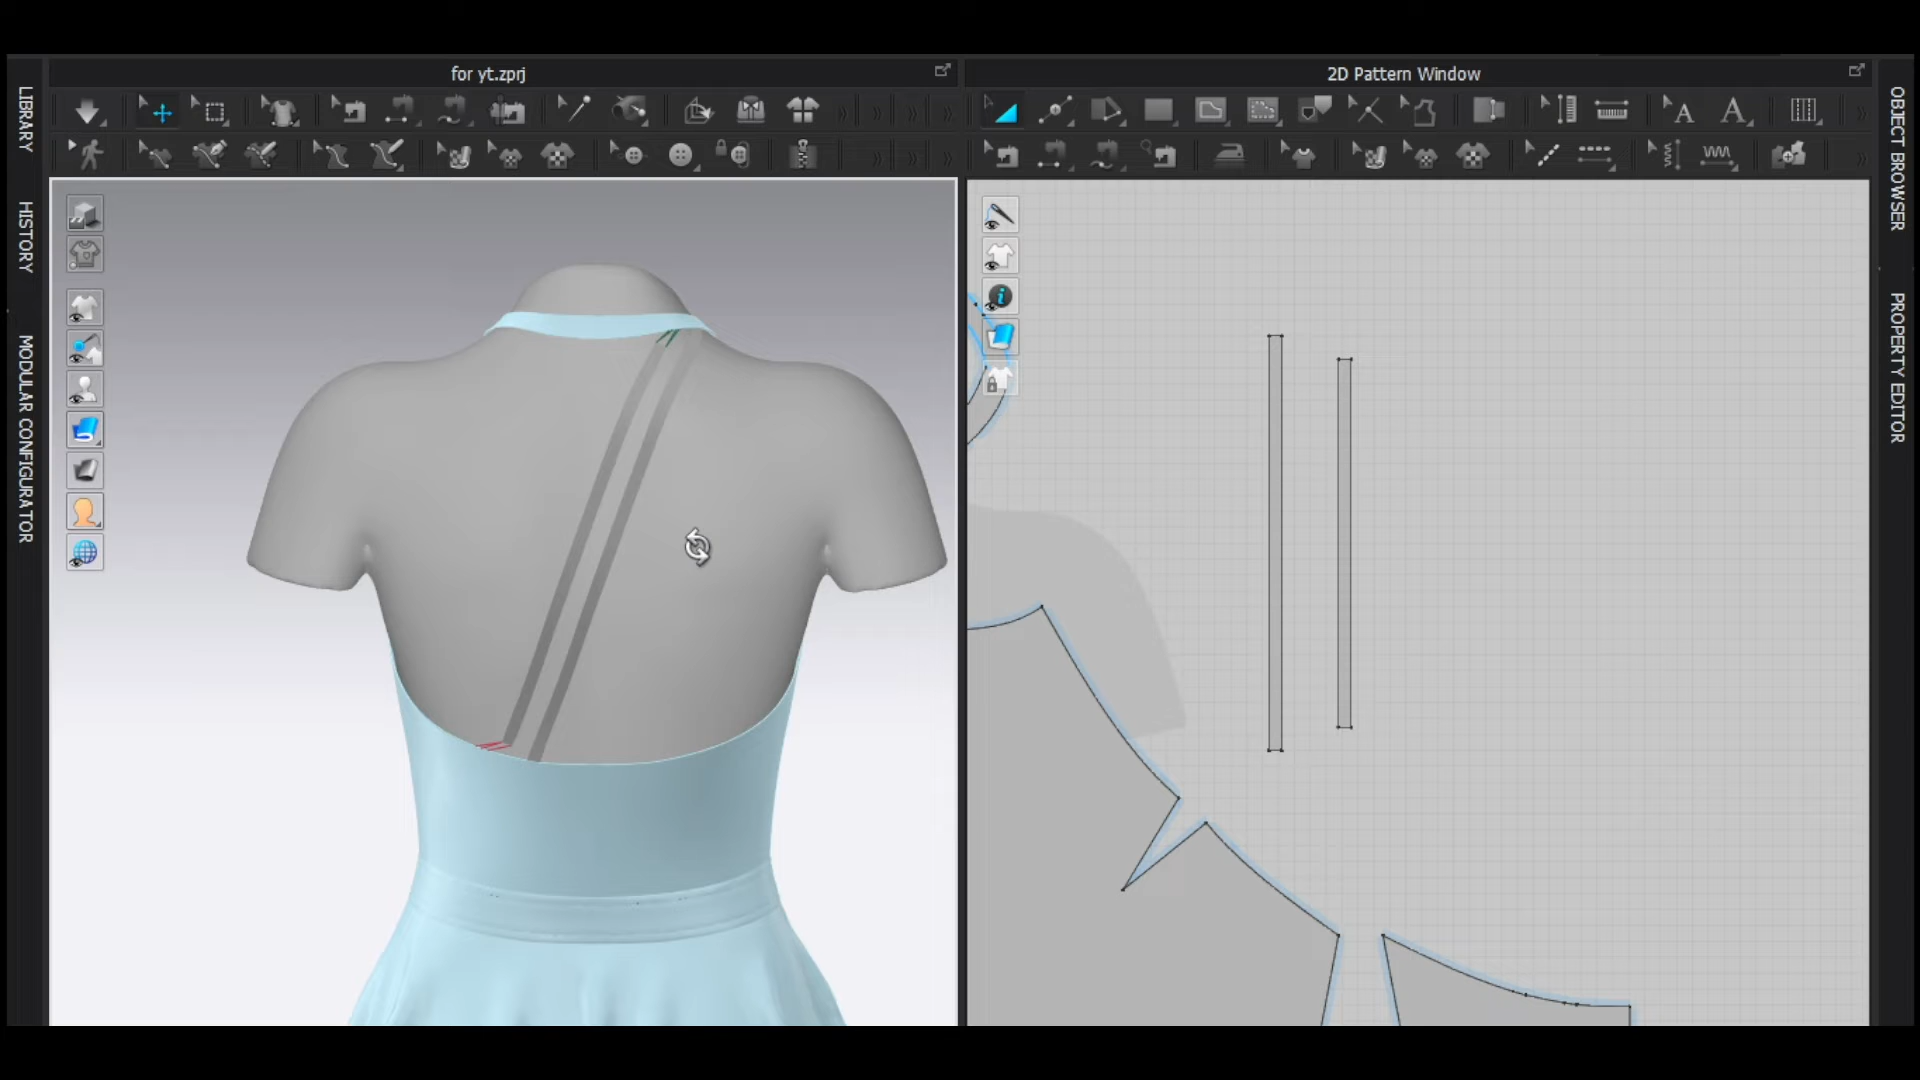 for yt.zprj
2D Pattern Window
LIBRARY
HISTORY
MODULAR CONFIGURATOR
OBJECT BROWSER
PROPERTY EDITOR